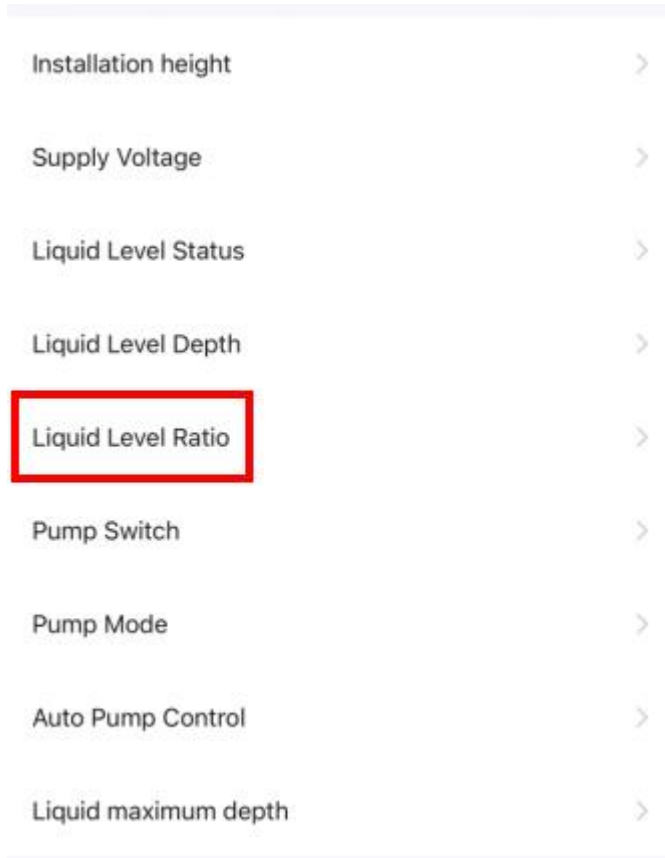 Installation height
Supply Voltage
Liquid Level Status
Liquid Level Depth
Liquid Level Ratio
Pump Switch
Pump Mode
Auto Pump Control
Liquid maximum depth